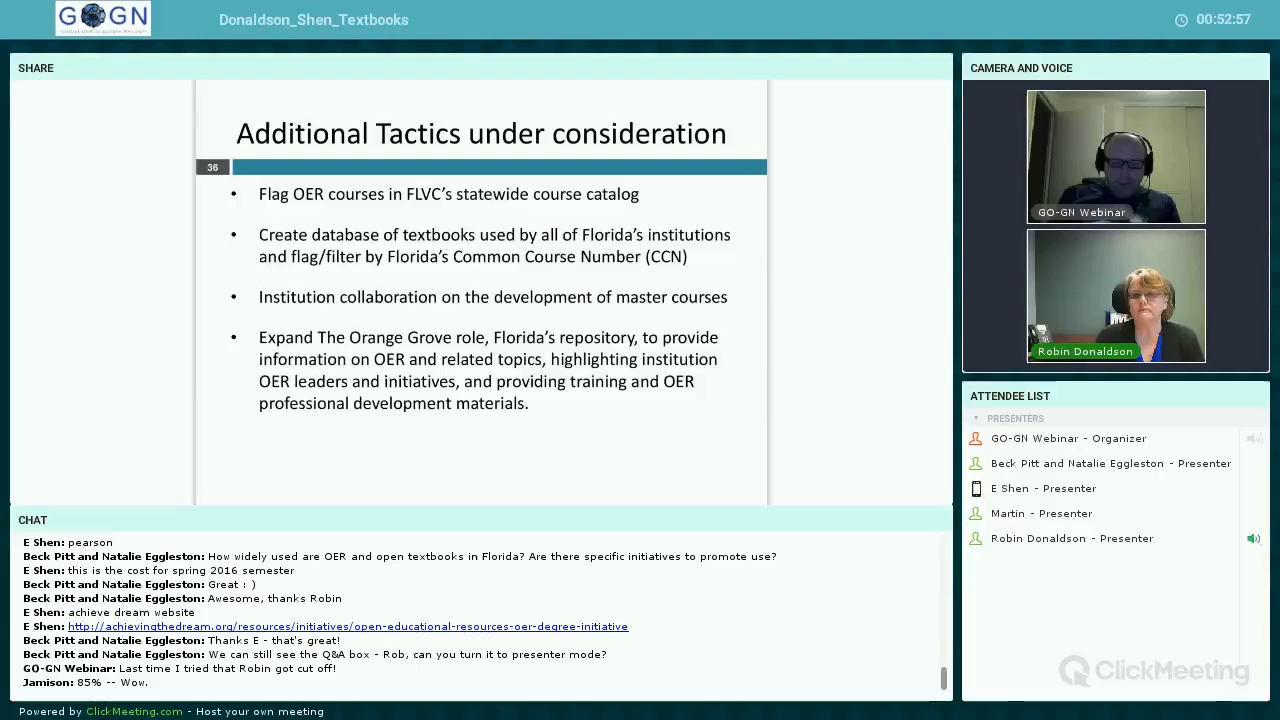 GO GN
Donaldson_Shen_Textbooks
00:52:57
SHARE
Additional Tactics under consideration
36
• Flag OER courses in FLVC's statewide course catalog
• Create database of textbooks used by all of Florida's institutions
and flag/filter by Florida's Common Course Number (CCN)
• Institution collaboration on the development of master courses
• Expand The Orange Grove role, Florida's repository, to provide
information on OER and related topics, highlighting institution
OER leaders and initiatives, and providing training and OER
professional development materials.
CHAT
E Shen: pearson
Beck Pitt and Natalie Eggleston: How widely used are OER and open textbooks in Florida? Are there specific initiatives to promote use?
E Shen: this is the cost for spring 2016 semester
Beck Pitt and Natalie Eggleston: Great : )
Beck Pitt and Natalie Eggleston: Awesome, thanks Robin
E Shen: achieve dream website
E Shen: http://achievingthedream.org/resources/initiatives/open-educational-resources-oer-degree-initiative
Beck Pitt and Natalie Eggleston: Thanks E - that's great!
Beck Pitt and Natalie Eggleston: We can still see the Q&A box - Rob, can you turn it to presenter mode?
GO-GN Webinar: Last time I tried that Robin got cut off!
Jamison: 85% -- Wow.
CAMERA AND VOICE
GO-GN Webinar
Robin Donaldson
ATTENDEE LIST
PRESENTERS
GO-GN Webinar - Organizer
Beck Pitt and Natalie Eggleston - Presenter
E Shen - Presenter
Martin - Presenter
Robin Donaldson - Presenter
ClickMeeting
Powered by ClickMeeting.com - Host your own meeting